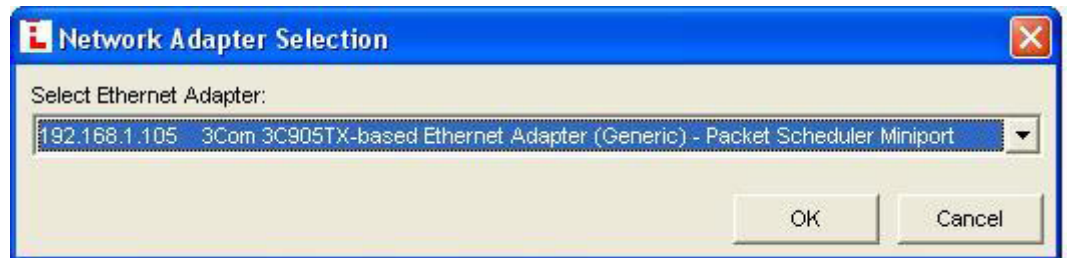 Network Adapter Selection
Select Ethernet Adapter:
192.168.1.105 3Com 3C905TX-based Ethernet Adapter (Generic) - Packet Scheduler Miniport
OK Cancel